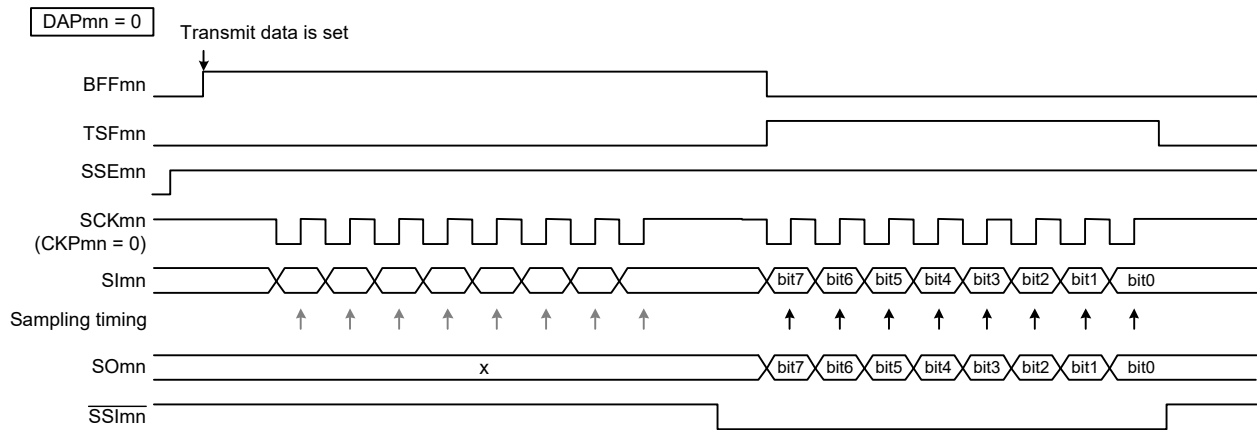 DAPmn = 0
Transmit data is set
BFFmn
TSFmn
SSEmn
SCKmn
(CKPmn = 0)
SImn
bit7 bit6 bit5 bit4 bit3 bit2 bit1 bit0
Sampling timing
SOmn
x
bit7 bit6 bit5 bit4 bit3 bit2 bit1 bit0
SSImn